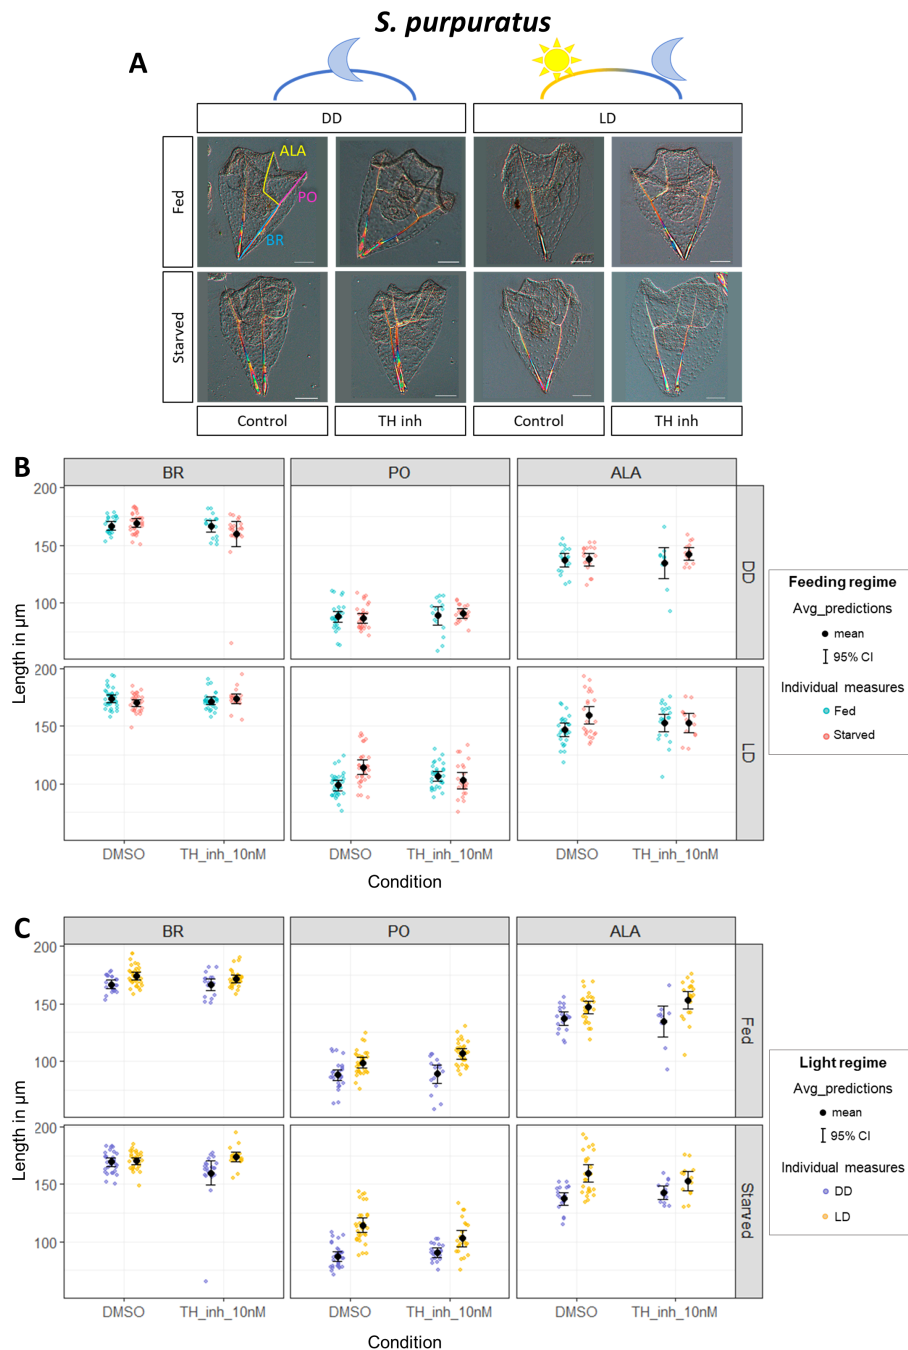 S. purpuratus
A
DD
LD
Fed
ALA
PO
BR
Starved
Control
TH inh
Control
TH inh
B
BR
PO
ALA
200
150
100
DD
200
150
100
LD
Length in µm
DMSO
TH_inh_10nM
DMSO
TH_inh_10nM
DMSO
TH_inh_10nM
Condition
Feeding regime
Avg_predictions
mean
95% CI
Individual measures
Fed
Starved
C
BR
PO
ALA
200
150
100
Fed
200
150
100
Starved
Length in µm
DMSO
TH_inh_10nM
DMSO
TH_inh_10nM
DMSO
TH_inh_10nM
Condition
Light regime
Avg_predictions
mean
95% CI
Individual measures
DD
LD